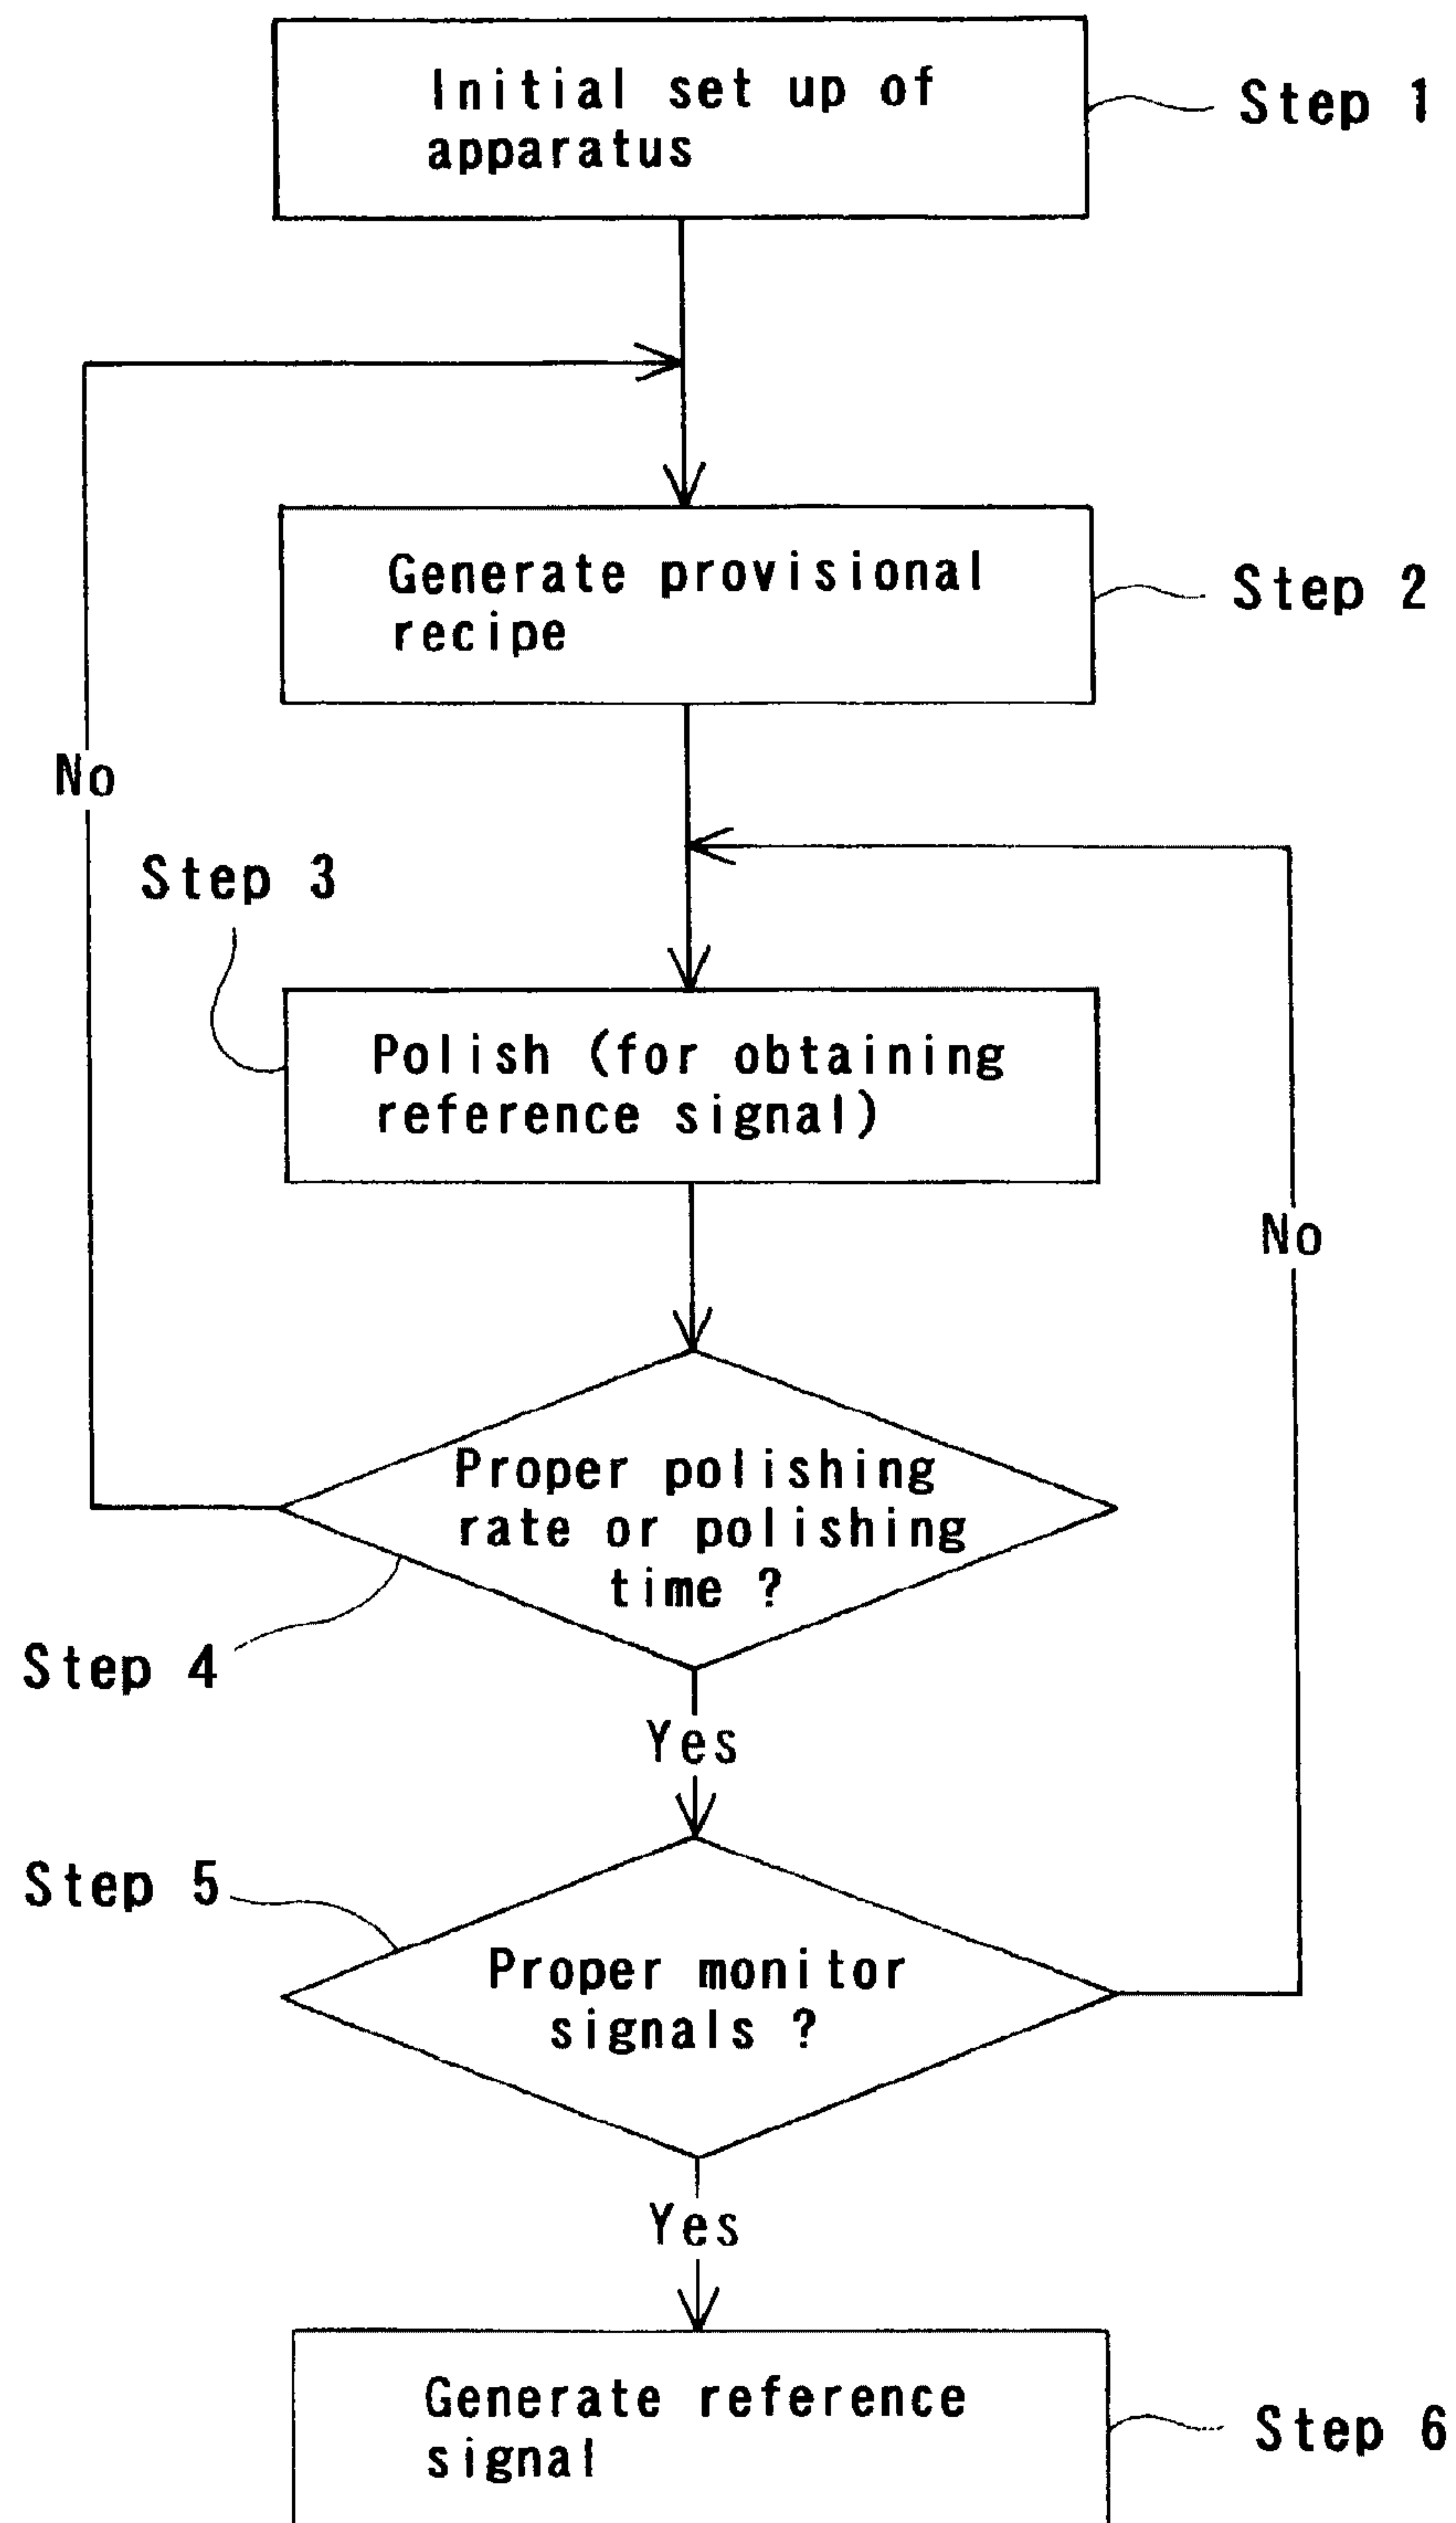 Initial set up of
apparatus
Step 1
Generate provisional
recipe
Step 2
No
Step 3
Polish (for obtaining
reference signal)
No
Proper polishing
rate or polishing
time ?
Step 4
Yes
Step 5
Proper monitor
signals ?
Yes
Generate reference
signal
Step 6